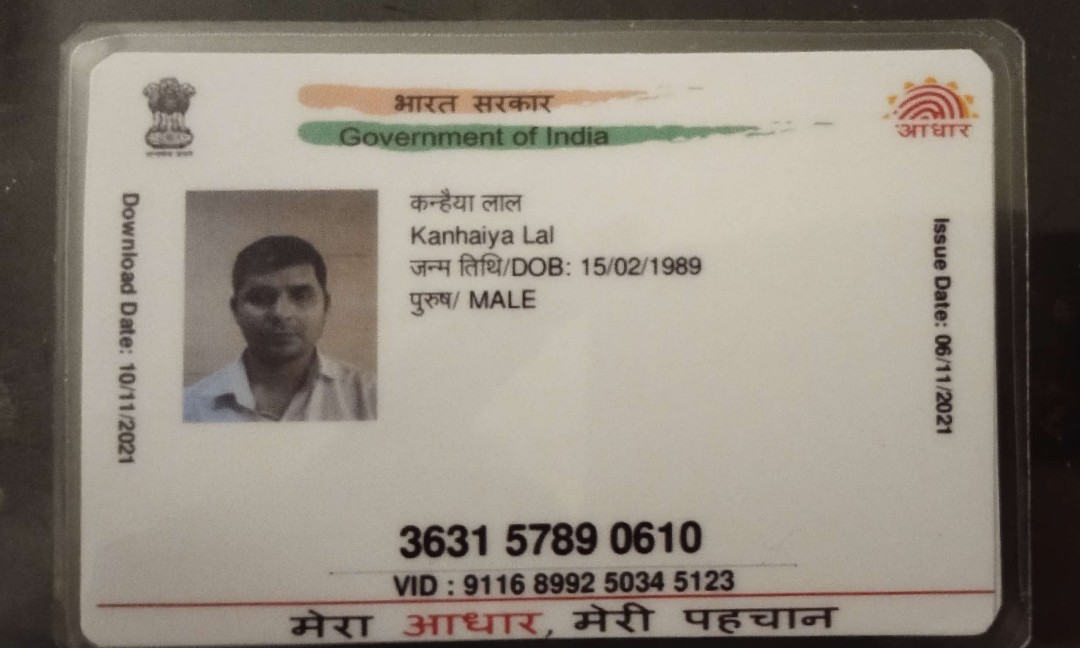 भारत सरकार
Government of India
आधार
Download Date: 10/11/2021
कन्हैया लाल
Kanhaiya Lal
जन्म तिथि/DOB: 15/02/1989
पुरुष/ MALE
Issue Date: 06/11/2021
3631 5789 0610
VID : 9116 8992 5034 5123
मेरा आधार, मेरी पहचान